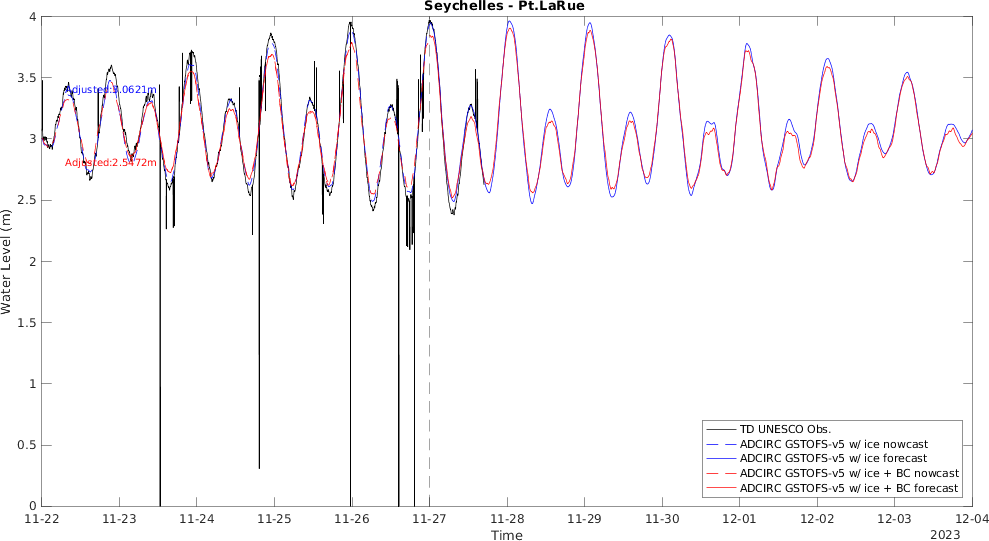 Seychelles - Pt.LaRue
4
3.5
3
2.5
2
1.5
1
0.5
0
Water Level (m)
Adjusted:3.0621m
Adjusted:2.5472m
TD UNESCO Obs.
ADCIRC GSTOFS-v5 w/ ice nowcast
ADCIRC GSTOFS-v5 w/ ice forecast
ADCIRC GSTOFS-v5 w/ ice + BC nowcast
ADCIRC GSTOFS-v5 w/ ice + BC forecast
11-22 11-23 11-24 11-25 11-26 11-27 11-28 11-29 11-30 12-01 12-02 12-03 12-04
Time
2023